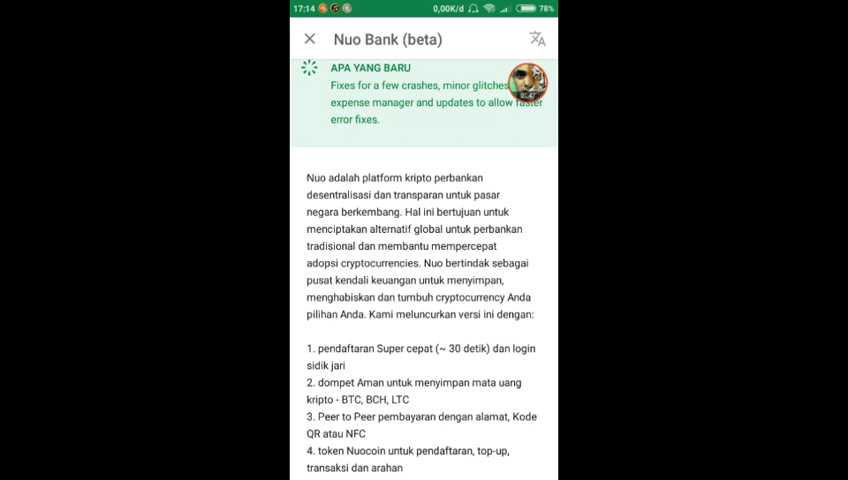 17:14 0,00K/d 78%
Nuo Bank (beta)
APA YANG BARU
Fixes for a few crashes, minor glitches
01:47
expense manager and updates to allow faster
error fixes.
Nuo adalah platform kripto perbankan
desentralisasi dan transparan untuk pasar
negara berkembang. Hal ini bertujuan untuk
menciptakan alternatif global untuk perbankan
tradisional dan membantu mempercepat
adopsi cryptocurrencies. Nuo bertindak sebagai
pusat kendali keuangan untuk menyimpan,
menghabiskan dan tumbuh cryptocurrency Anda
pilihan Anda. Kami meluncurkan versi ini dengan:
1. pendaftaran Super cepat (~ 30 detik) dan login
sidik jari
2. dompet Aman untuk menyimpan mata uang
kripto - BTC, BCH, LTC
3. Peer to Peer pembayaran dengan alamat, Kode
QR atau NFC
4. token Nuocoin untuk pendaftaran, top-up,
transaksi dan arahan